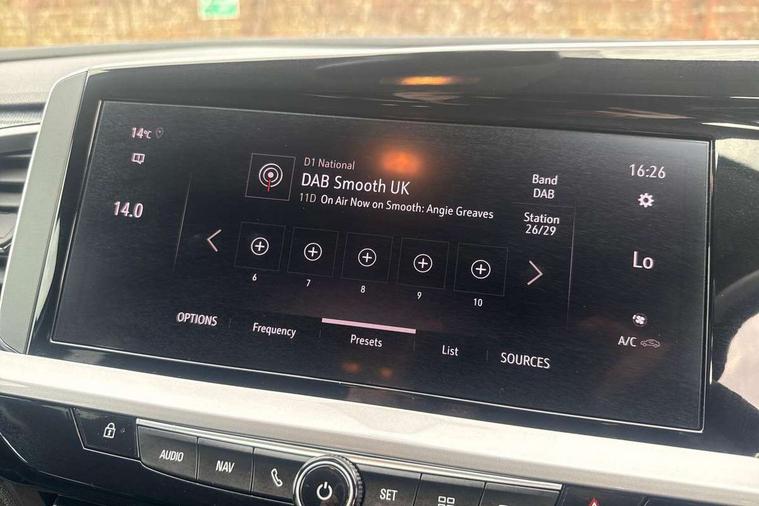 14°C
16:26
D1 National
DAB Smooth UK
11D On Air Now on Smooth: Angie Greaves
Band
DAB
Station
26/29
14.0
Lo
6 7 8 9 10
OPTIONS Frequency Presets List SOURCES
A/C
AUDIO NAV SET